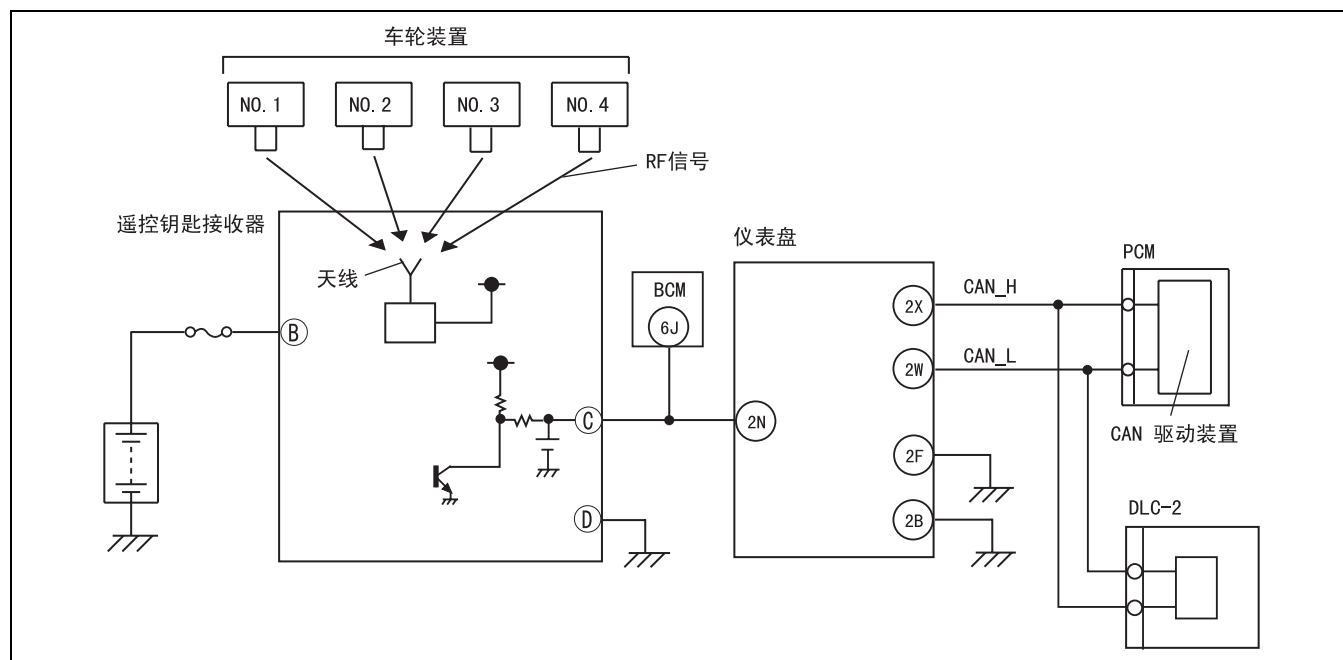 车轮装置
NO. 1
NO. 2
NO. 3
NO. 4
RF信号
遥控钥匙接收器
天线
仪表盘
PCM
BCM
6J
CAN_H
2X
B
CAN_L
2W
C
2N
CAN 驱动装置
2F
DLC-2
D
2B